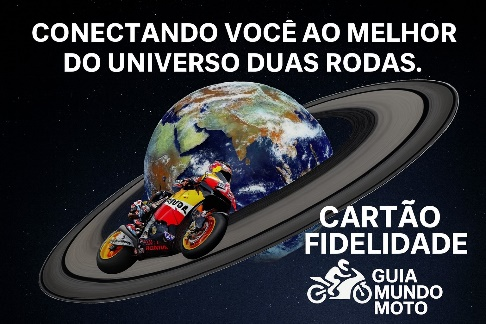 CONECTANDO VOCÊ AO MELHOR
DO UNIVERSO DUAS RODAS.
CARTÃO
FIDELIDADE
GUIA
MUNDO
MOTO